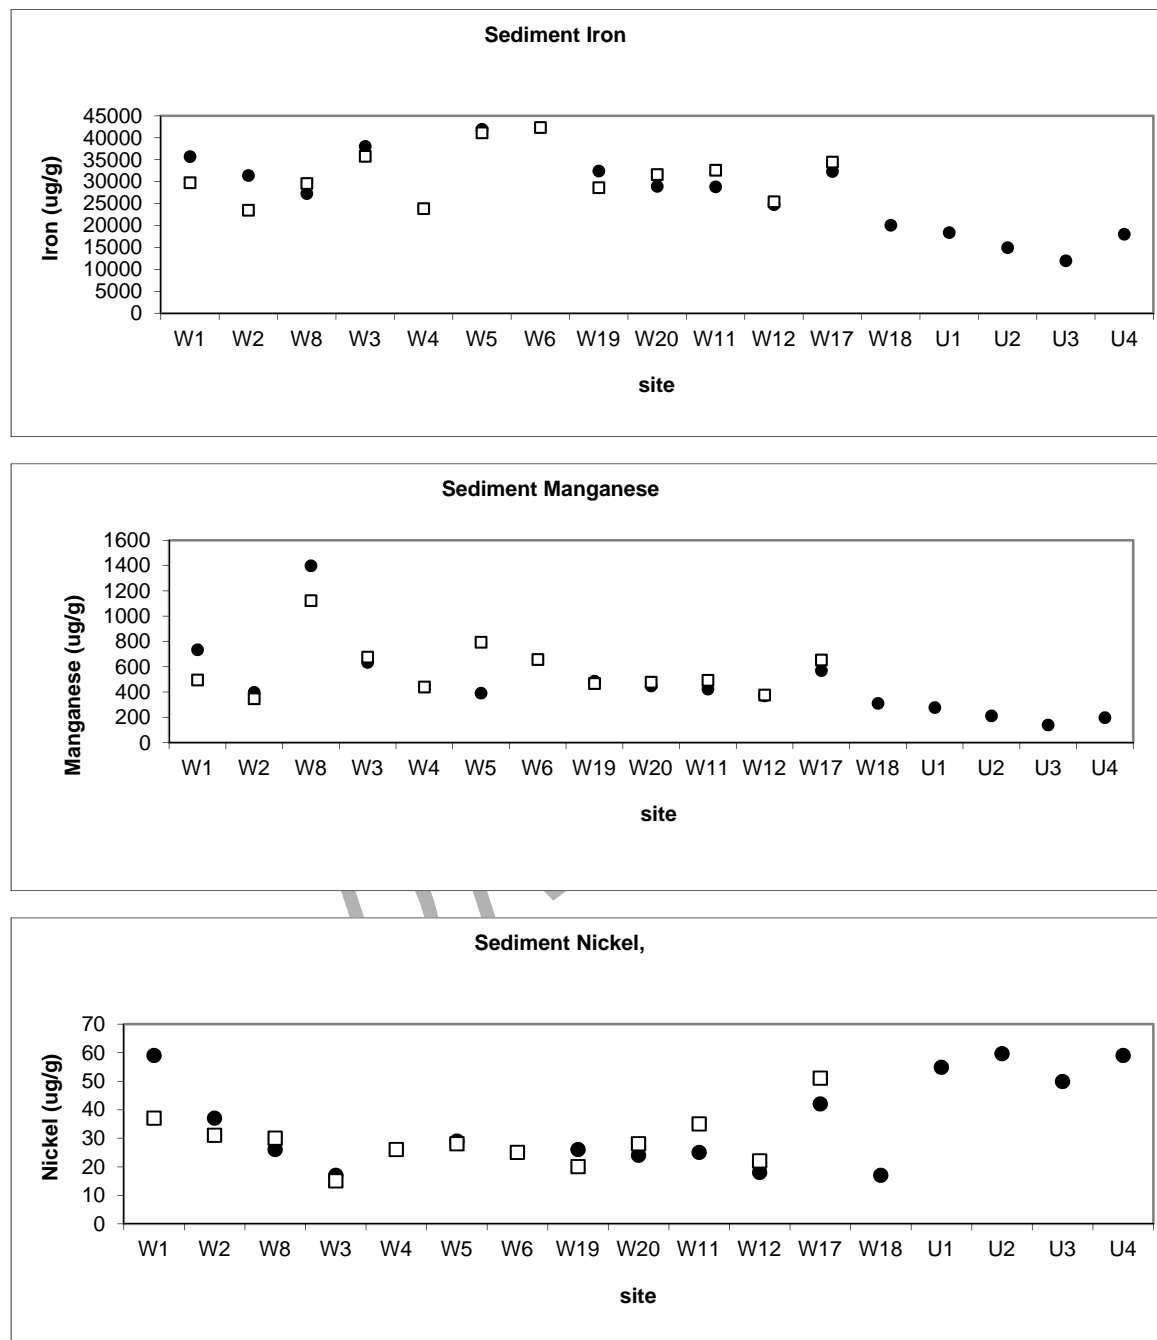 Sediment Iron
45000
40000
35000
30000
25000
20000
15000
10000
5000
0
Iron (ug/g)
W1 W2 W8 W3 W4 W5 W6 W19 W20 W11 W12 W17 W18 U1 U2 U3 U4
site
Sediment Manganese
1600
1400
1200
1000
800
600
400
200
0
Manganese (ug/g)
W1 W2 W8 W3 W4 W5 W6 W19 W20 W11 W12 W17 W18 U1 U2 U3 U4
site
Sediment Nickel,
70
60
50
40
30
20
10
0
Nickel (ug/g)
W1 W2 W8 W3 W4 W5 W6 W19 W20 W11 W12 W17 W18 U1 U2 U3 U4
site